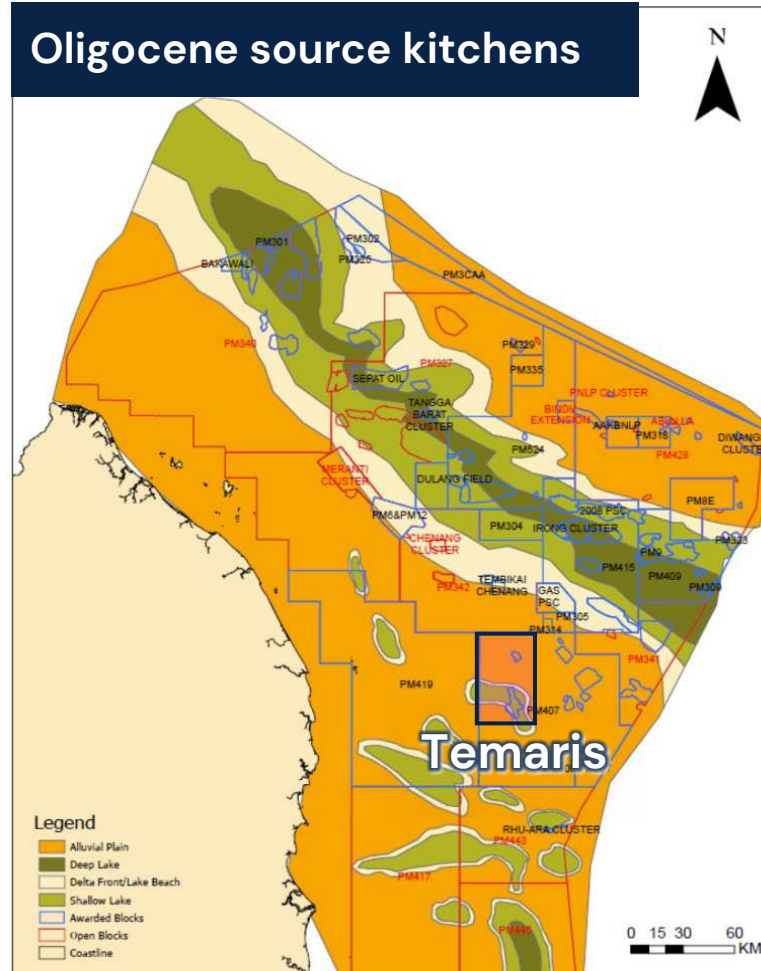 Oligocene source kitchens
N
PM301
PM302
BAKAWALI
PM325
PM3CAA
PM340
PM329
PM327
PM335
SEPAT OIL
PNLP CLUSTER
TANGGA
BARAT
CLUSTER
BINDU
EXTENSION
PM318
DIWANG
CLUSTE
PM524
PM428
MERANTI
CLUSTER
DULANG FIELD
PM8E
PM6&PM12
2008 PSC
PM304
IRONG CLUSTER
PM323
CHENANG
CLUSTER
PM9
PM415
PM409
PM309
PM342
TEMBIKAI
CHENANG
GAS
PSC
PM305
PM314
PM341
PM419
PM407
Temaris
RHU-ARA CLUSTER
PM443
PM417
PM445
Legend
Alluvial Plain
Deep Lake
Delta Front/Lake Beach
Shallow Lake
Awarded Blocks
Open Blocks
Coastline
0 15 30 60
KM